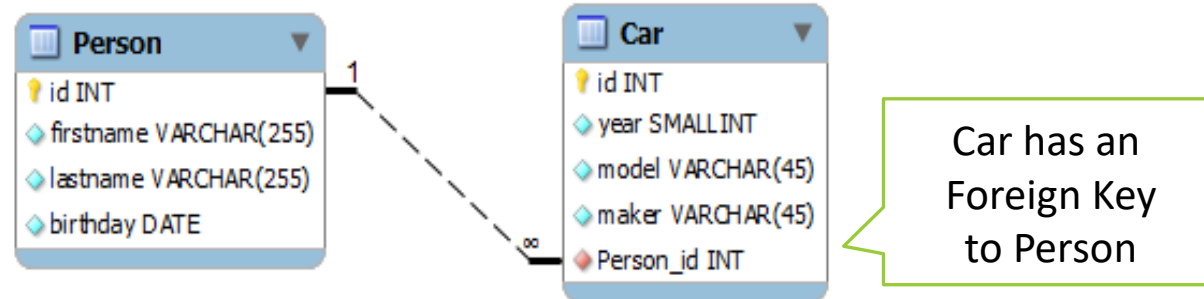 Person
id INT
firstname VARCHAR(255)
lastname VARCHAR(255)
birthday DATE
1
∞
Car
id INT
year SMALLINT
model VARCHAR(45)
maker VARCHAR(45)
Person_id INT
Car has an
Foreign Key
to Person